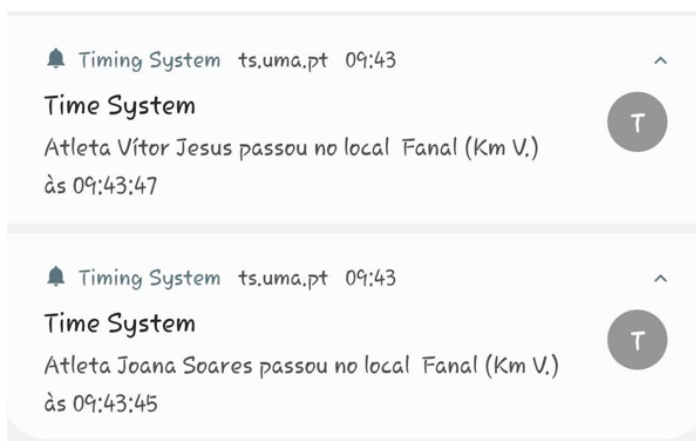 Timing System ts.uma.pt 09:43
Time System
T
Atleta Vítor Jesus passou no local Fanal (Km V.)
às 09:43:47
Timing System ts.uma.pt 09:43
Time System
T
Atleta Joana Soares passou no local Fanal (Km V.)
às 09:43:45